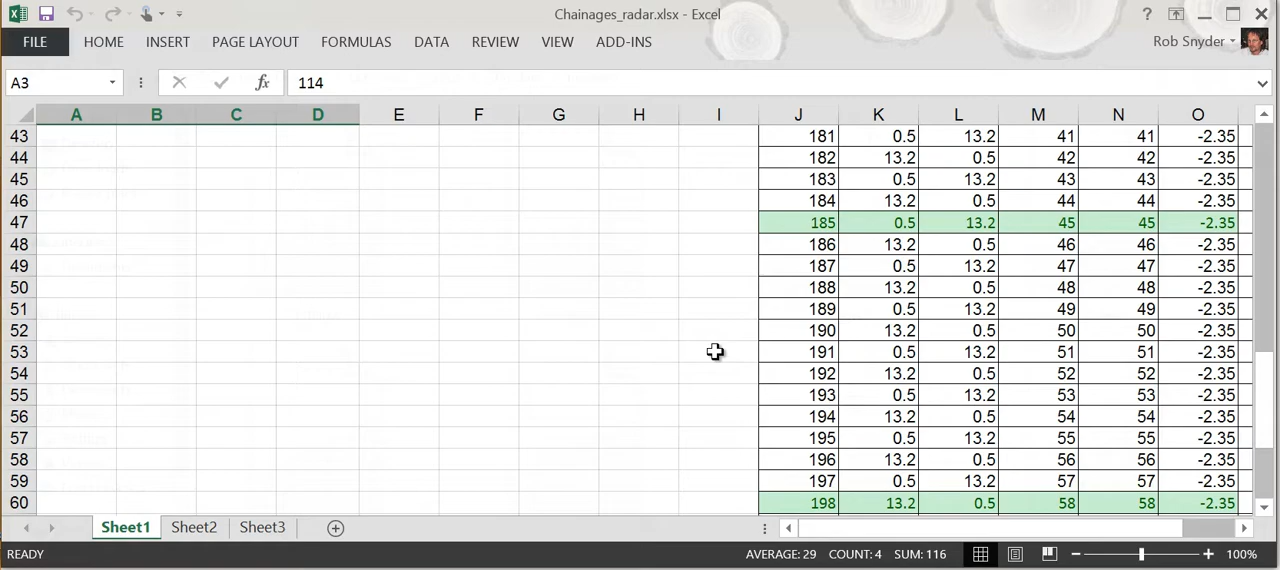 Chainages_radar.xlsx - Excel
?
FILE HOME INSERT PAGE LAYOUT FORMULAS DATA REVIEW VIEW ADD-INS Rob Snyder
A3 fx 114
A B C D E F G H I J K L M N O
43 181 0.5 13.2 41 41 -2.35
44 182 13.2 0.5 42 42 -2.35
45 183 0.5 13.2 43 43 -2.35
46 184 13.2 0.5 44 44 -2.35
47 185 0.5 13.2 45 45 -2.35
48 186 13.2 0.5 46 46 -2.35
49 187 0.5 13.2 47 47 -2.35
50 188 13.2 0.5 48 48 -2.35
51 189 0.5 13.2 49 49 -2.35
52 190 13.2 0.5 50 50 -2.35
53 191 0.5 13.2 51 51 -2.35
54 192 13.2 0.5 52 52 -2.35
55 193 0.5 13.2 53 53 -2.35
56 194 13.2 0.5 54 54 -2.35
57 195 0.5 13.2 55 55 -2.35
58 196 13.2 0.5 56 56 -2.35
59 197 0.5 13.2 57 57 -2.35
60 198 13.2 0.5 58 58 -2.35
Sheet1 Sheet2 Sheet3
READY AVERAGE: 29 COUNT: 4 SUM: 116 100%